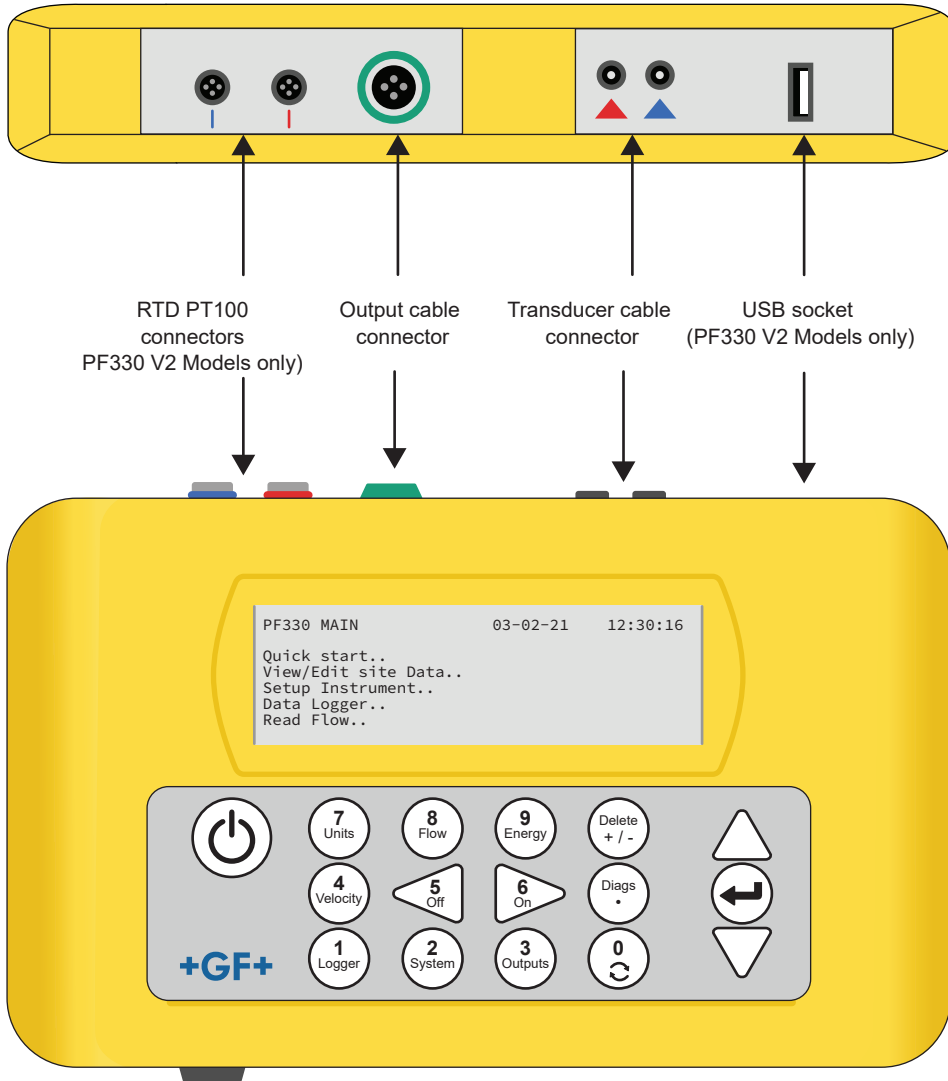 RTD PT100
connectors
PF330 V2 Models only)
Output cable
connector
Transducer cable
connector
USB socket
(PF330 V2 Models only)
PF330 MAIN 03-02-21 12:30:16
Quick start..
View/Edit site Data..
Setup Instrument..
Data Logger..
Read Flow..
7
Units
8
Flow
9
Energy
Delete
+ / -
4
Velocity
5
Off
6
On
Diags
•
1
Logger
2
System
3
Outputs
0
+GF+